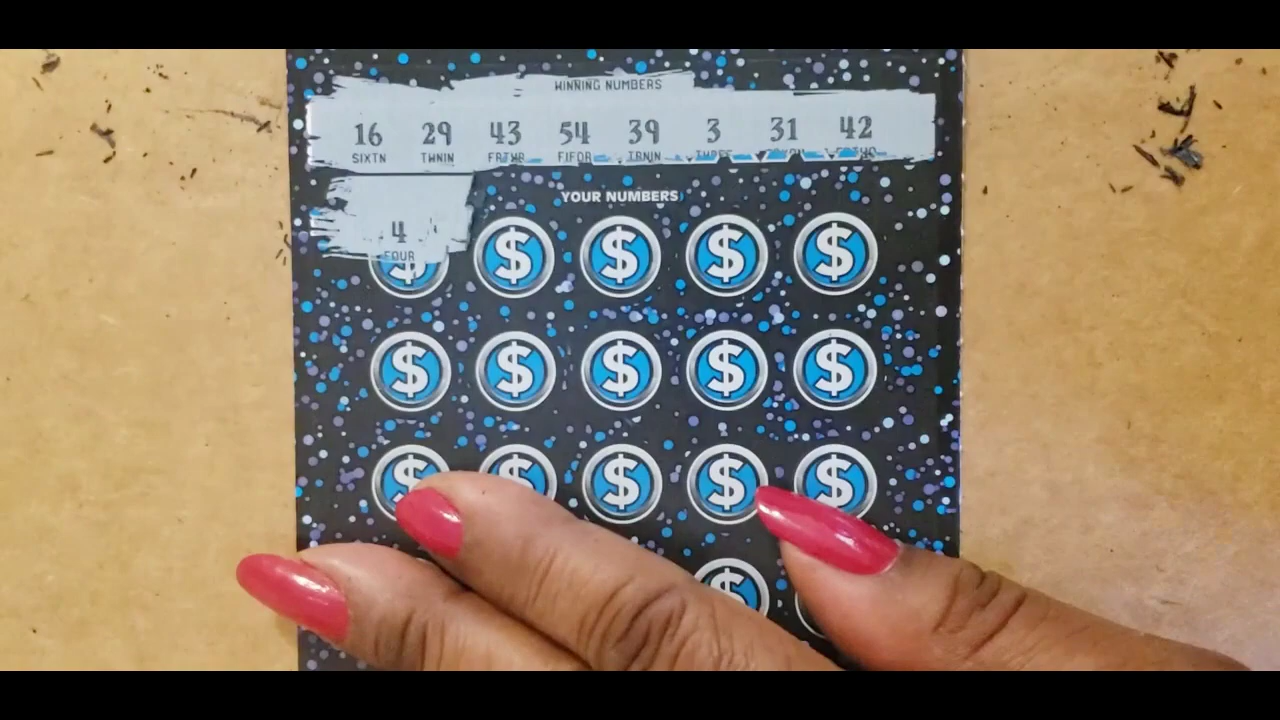 WINNING NUMBERS
16 29 43 54 39 3 31 42
SIXTN TWNIN FRTHR FIFOR TRNIN THREE
YOUR NUMBERS
4
FOUR
$ $ $ $ $
$ $ $ $ $
$ $ $ $ $
$